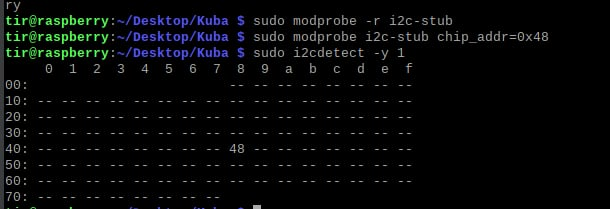 ry
tir@raspberry:~/Desktop/Kuba $ sudo modprobe -r i2c-stub
tir@raspberry:~/Desktop/Kuba $ sudo modprobe i2c-stub chip_addr=0x48
tir@raspberry:~/Desktop/Kuba $ sudo i2cdetect -y 1
     0  1  2  3  4  5  6  7  8  9  a  b  c  d  e  f
00:                         -- -- -- -- -- -- -- --
10: -- -- -- -- -- -- -- -- -- -- -- -- -- -- -- --
20: -- -- -- -- -- -- -- -- -- -- -- -- -- -- -- --
30: -- -- -- -- -- -- -- -- -- -- -- -- -- -- -- --
40: -- -- -- -- -- -- -- -- 48 -- -- -- -- -- -- --
50: -- -- -- -- -- -- -- -- -- -- -- -- -- -- -- --
60: -- -- -- -- -- -- -- -- -- -- -- -- -- -- -- --
70: -- -- -- -- -- -- -- --
tir@raspberry:~/Desktop/Kuba $